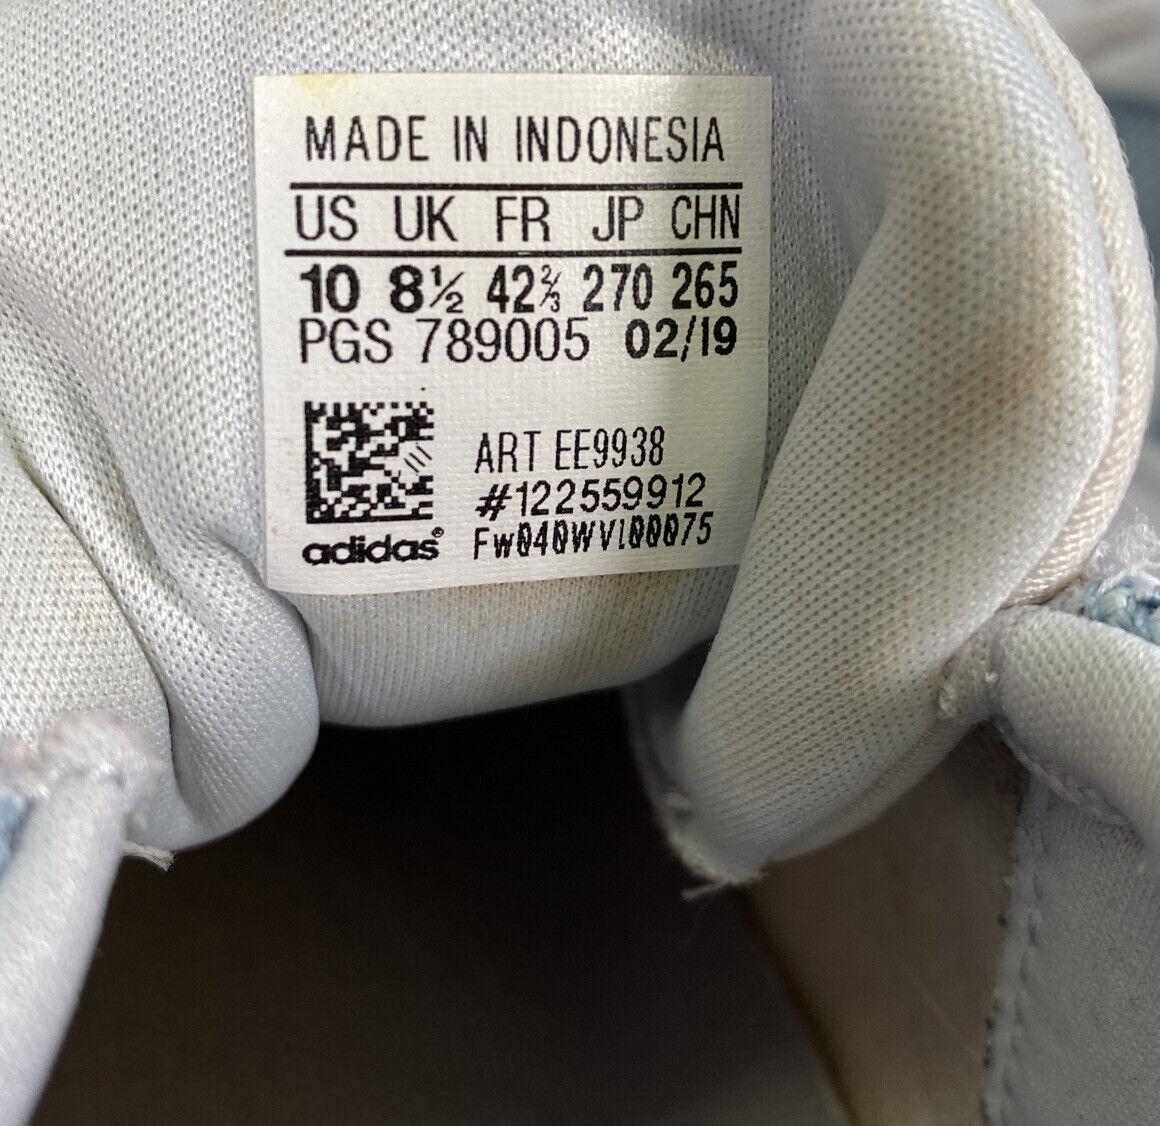 MADE IN INDONESIA
US UK FR JP CHN
10 8½ 42⅔ 270 265
PGS 789005 02/19
ART EE9938
#122559912
adidas® FW040WVL00075